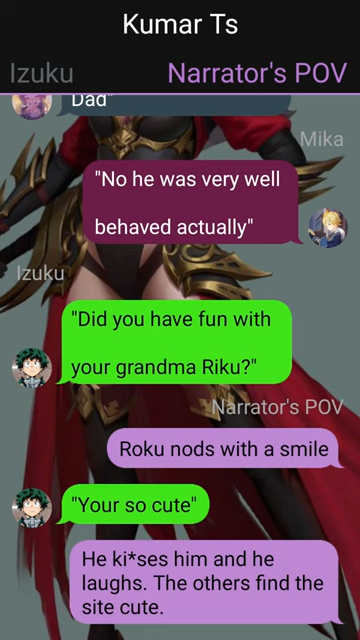 Kumar Ts
Izuku
Narrator's POV
Dad"
Mika
"No he was very well
behaved actually"
Izuku
"Did you have fun with
your grandma Riku?"
Narrator's POV
Roku nods with a smile
"Your so cute"
He ki*ses him and he
laughs. The others find the
site cute.